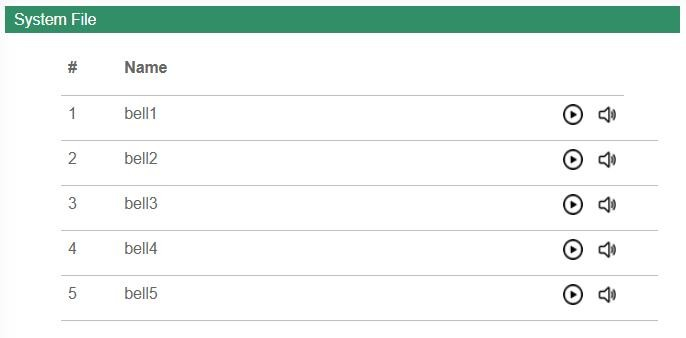 System File
# Name
1 bell1
2 bell2
3 bell3
4 bell4
5 bell5